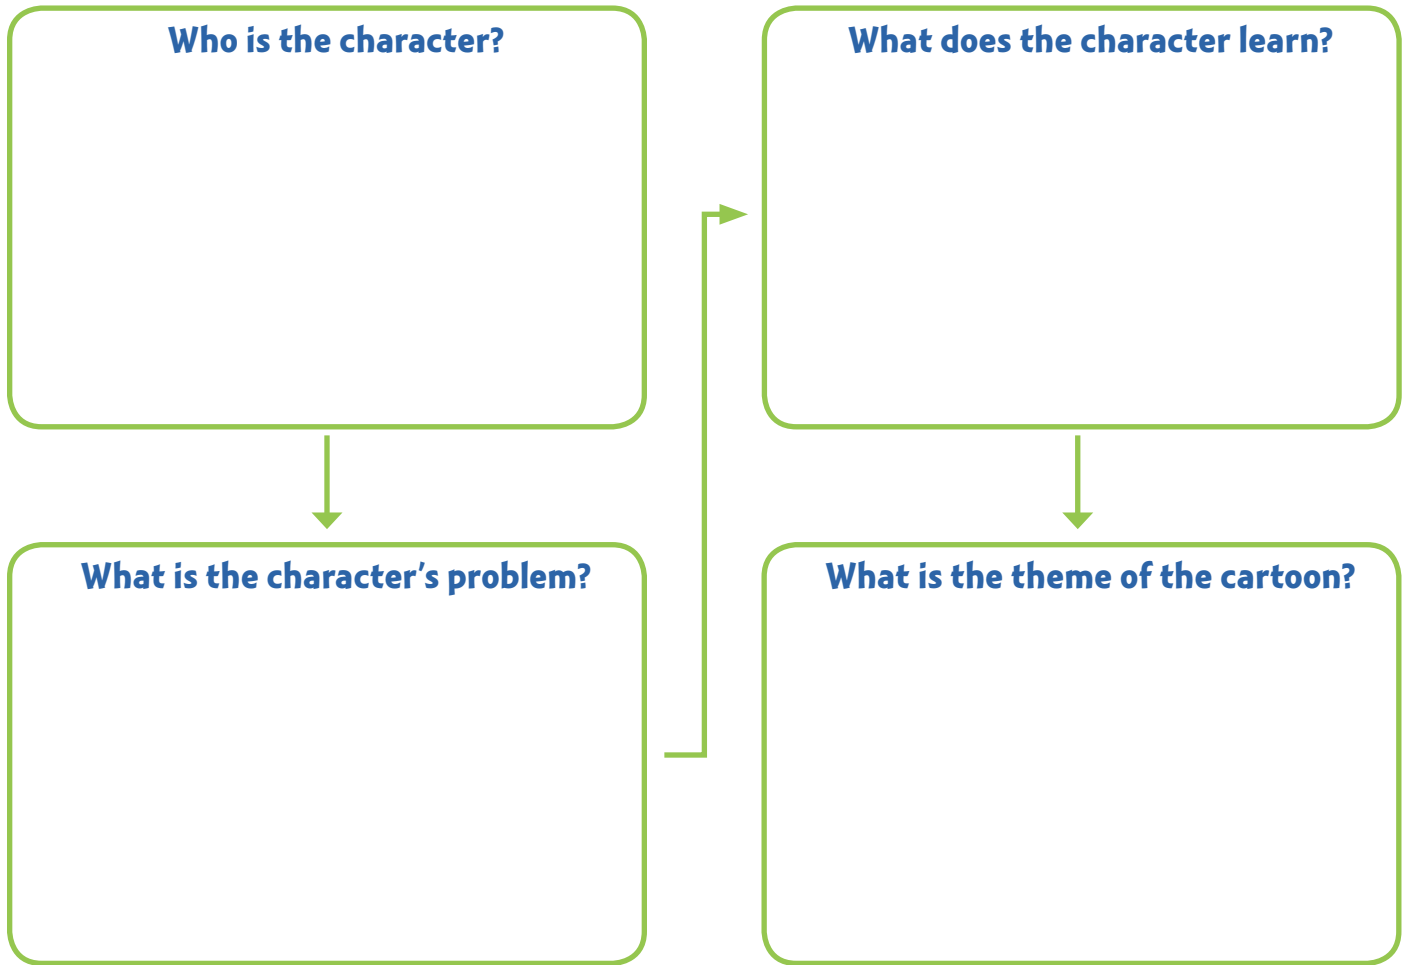 Who is the character?
What is the character's problem?
What does the character learn?
What is the theme of the cartoon?